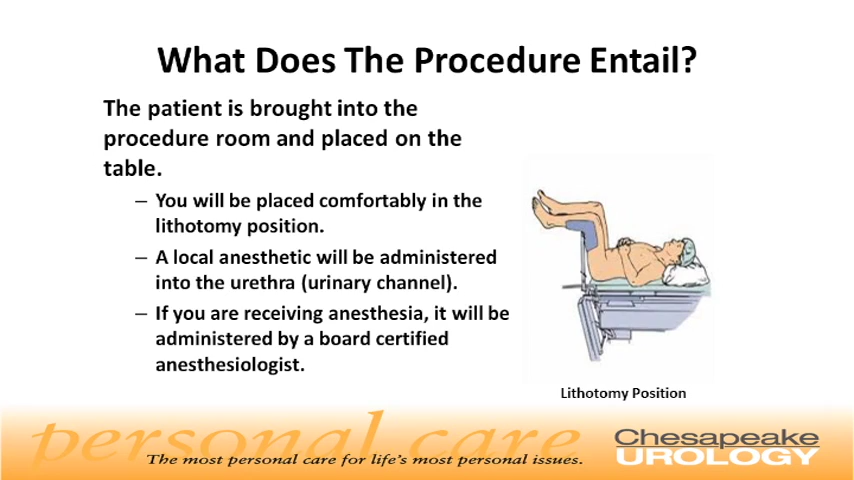 What Does The Procedure Entail?
The patient is brought into the
procedure room and placed on the
table.
– You will be placed comfortably in the
lithotomy position.
– A local anesthetic will be administered
into the urethra (urinary channel).
– If you are receiving anesthesia, it will be
administered by a board certified
anesthesiologist.
Lithotomy Position
personal care
The most personal care for life's most personal issues.
Chesapeake
UROLOGY